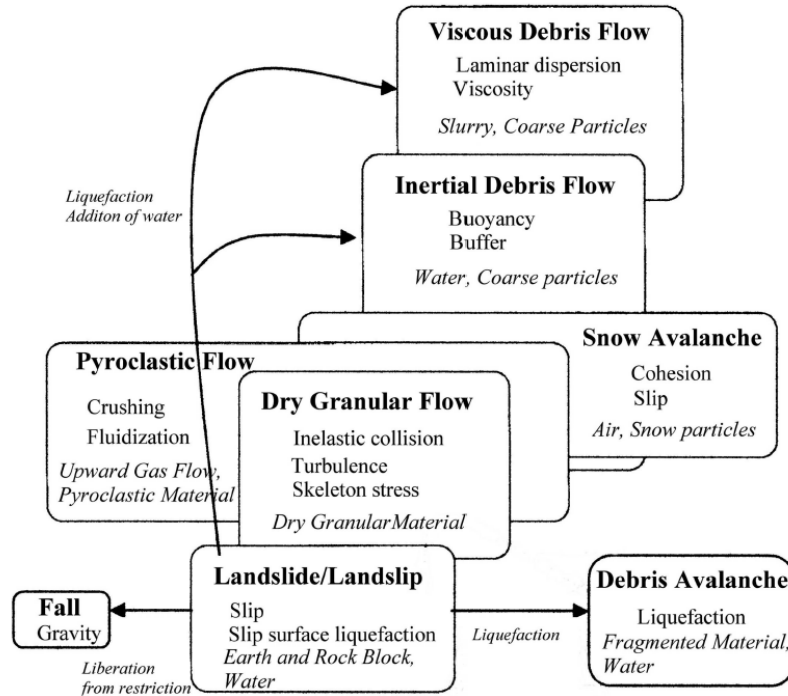 Viscous Debris Flow
Laminar dispersion
Viscosity
Slurry, Coarse Particles
Liquefaction
Additon of water
Inertial Debris Flow
Buoyancy
Buffer
Water, Coarse particles
Snow Avalanche
Cohesion
Slip
Air, Snow particles
Pyroclastic Flow
Crushing
Fluidization
Upward Gas Flow,
Pyroclastic Material
Dry Granular Flow
Inelastic collision
Turbulence
Skeleton stress
Dry GranularMaterial
Landslide/Landslip
Slip
Slip surface liquefaction
Earth and Rock Block,
Water
Fall
Gravity
Liberation
from restriction
Liquefaction
Debris Avalanche
Liquefaction
Fragmented Material,
Water